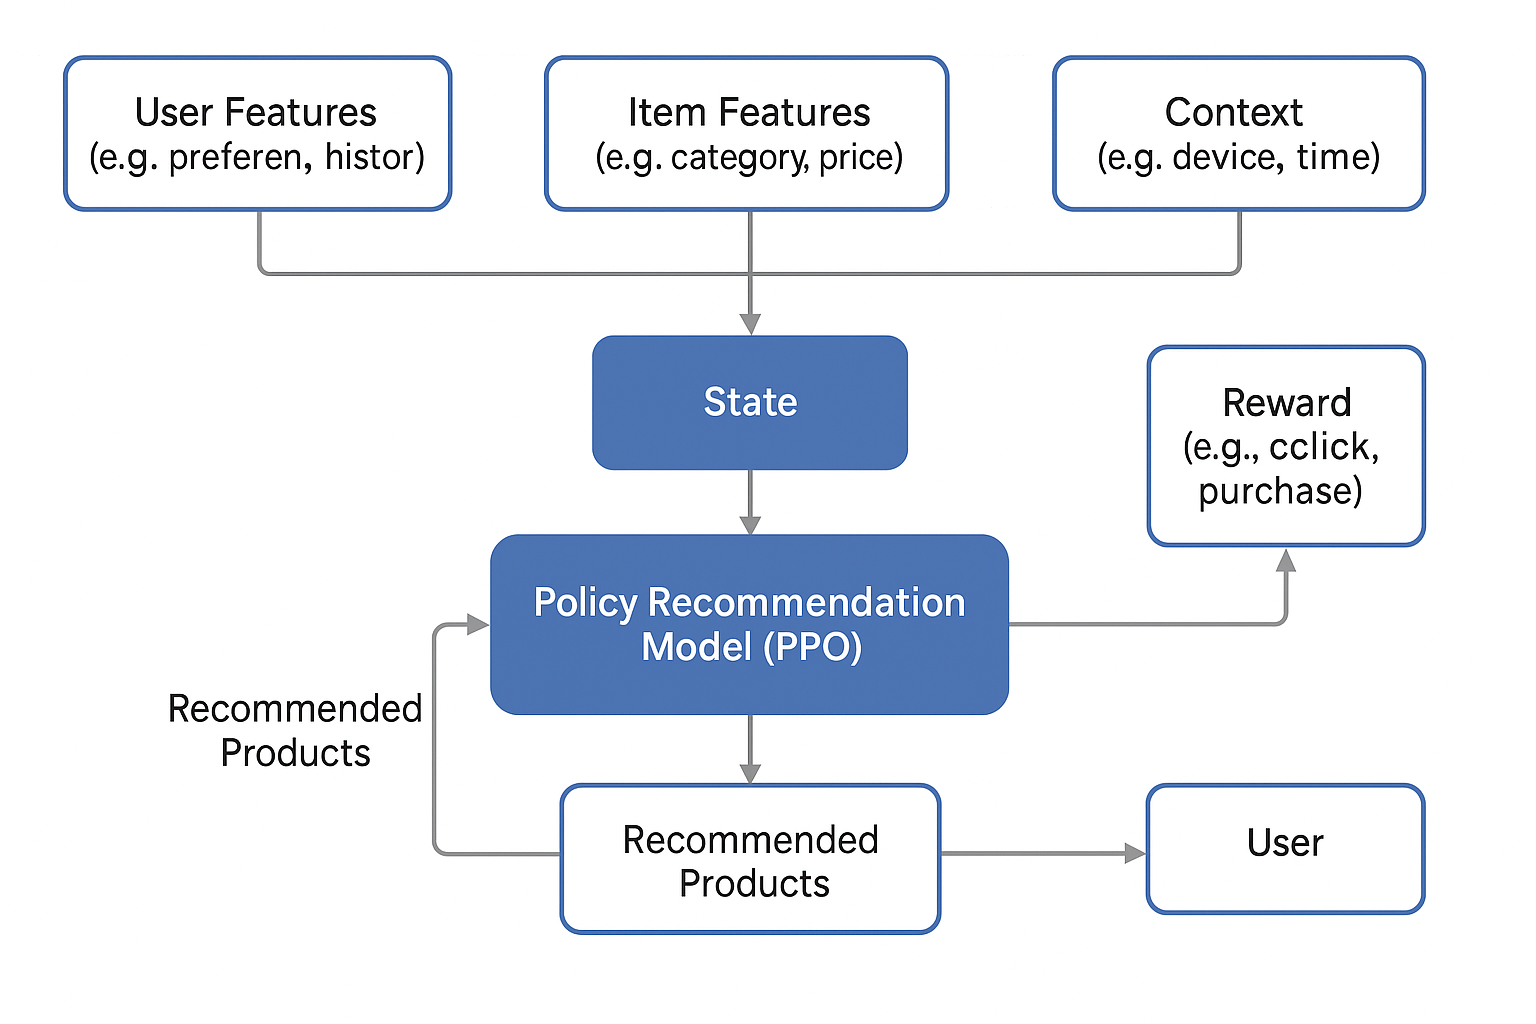 User Features
(e.g. preferen, histor)
Item Features
(e.g. category, price)
Context
(e.g. device, time)
State
Reward
(e.g., cclick,
purchase)
Policy Recommendation
Model (PPO)
Recommended
Products
Recommended
Products
User